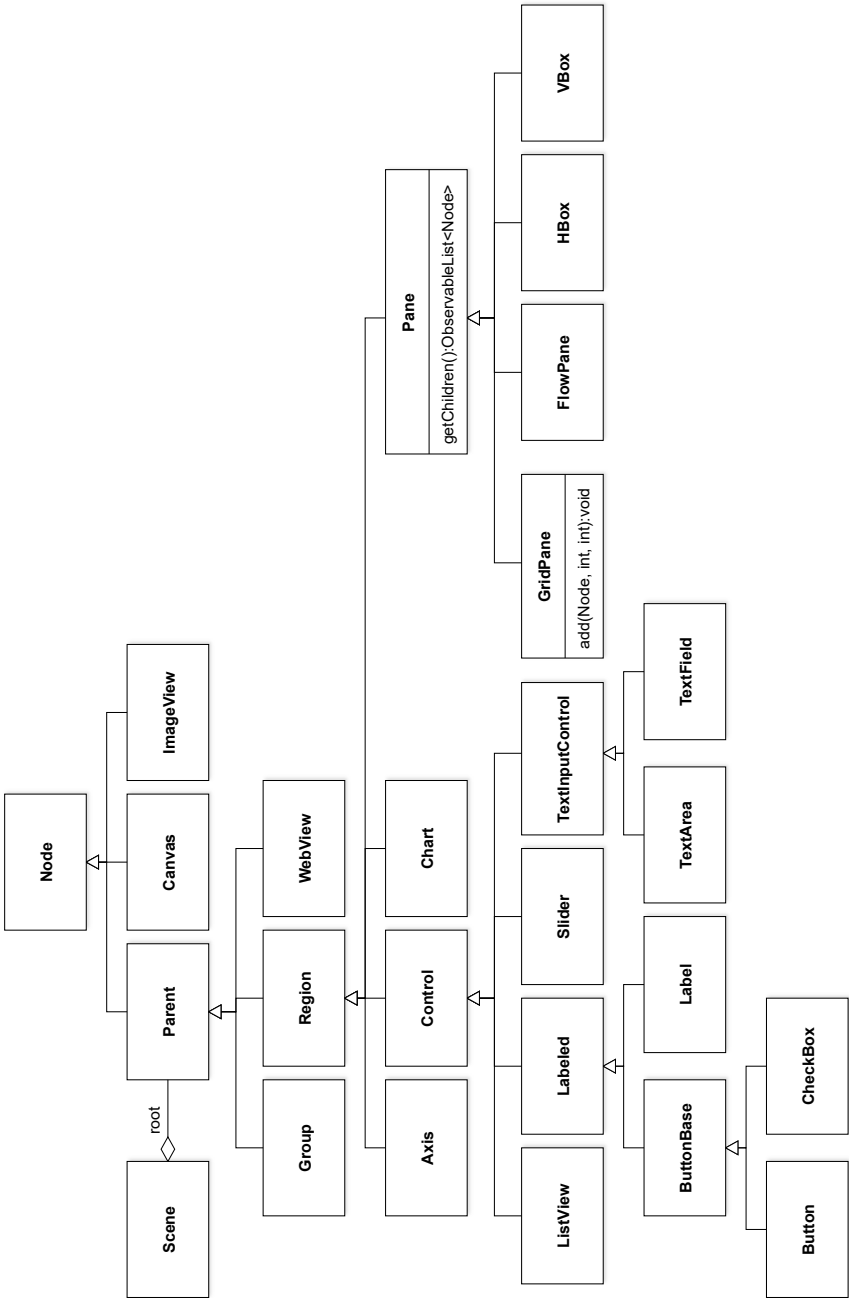 Node
Scene
root
Parent
Canvas
ImageView
Group
Region
WebView
Axis
Control
Chart
Pane
getChildren():ObservableList<Node>
ListView
Labeled
Slider
TextInputControl
GridPane
add(Node, int, int):void
FlowPane
HBox
VBox
ButtonBase
Label
TextArea
TextField
Button
CheckBox